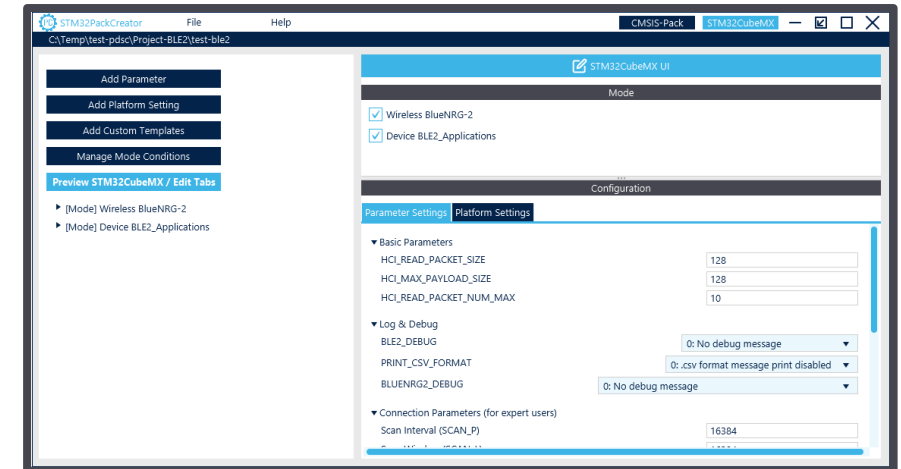 STM32PackCreator File Help CMSIS-Pack STM32CubeMX
C:\Temp\test-pdsc\Project-BLE2\test-ble2
Add Parameter
Add Platform Setting
Add Custom Templates
Manage Mode Conditions
Preview STM32CubeMX / Edit Tabs
[Mode] Wireless BlueNRG-2
[Mode] Device BLE2_Applications
STM32CubeMX UI
Mode
Wireless BlueNRG-2
Device BLE2_Applications
Configuration
Parameter Settings Platform Settings
Basic Parameters
HCI_READ_PACKET_SIZE 128
HCI_MAX_PAYLOAD_SIZE 128
HCI_READ_PACKET_NUM_MAX 10
Log & Debug
BLE2_DEBUG 0: No debug message
PRINT_CSV_FORMAT 0: .csv format message print disabled
BLUENRG2_DEBUG 0: No debug message
Connection Parameters (for expert users)
Scan Interval (SCAN_P) 16384